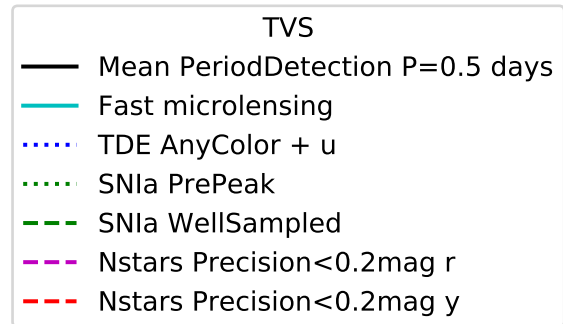 TVS
Mean PeriodDetection P=0.5 days
Fast microlensing
TDE AnyColor + u
SNIa PrePeak
SNIa WellSampled
Nstars Precision<0.2mag r
Nstars Precision<0.2mag y